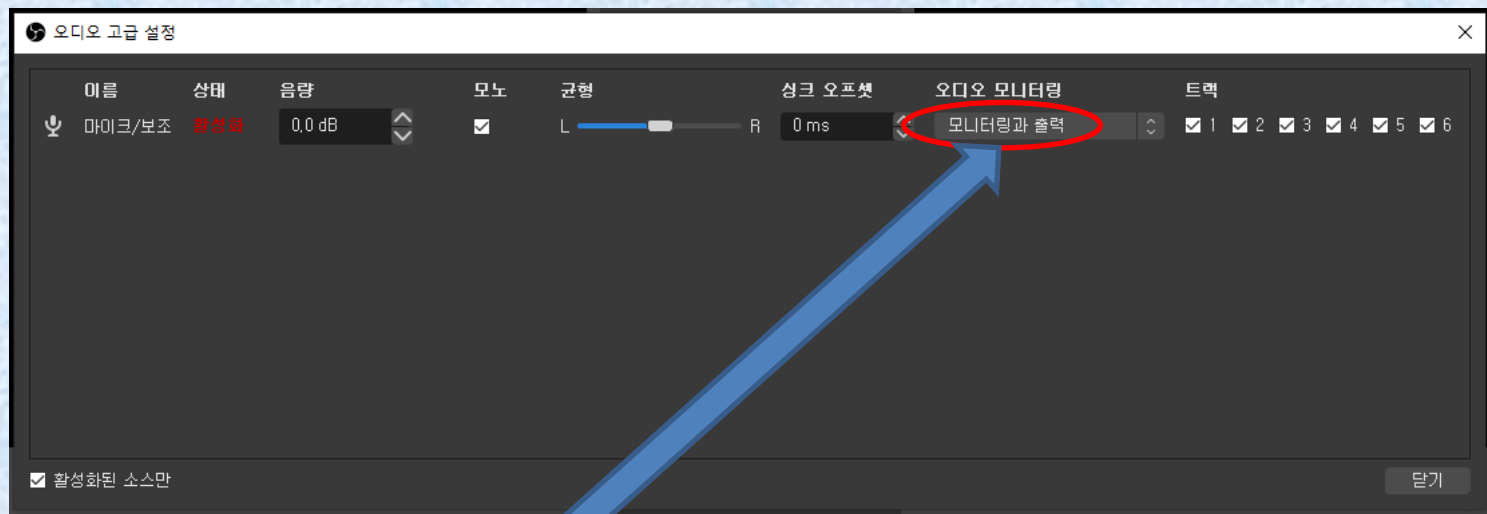 오디오 고급 설정
이름 상태 음량 모노 균형 싱크 오프셋 오디오 모니터링 트랙
마이크/보조 활성화 0.0 dB L R 0 ms 모니터링과 출력 1 2 3 4 5 6
활성화된 소스만 닫기